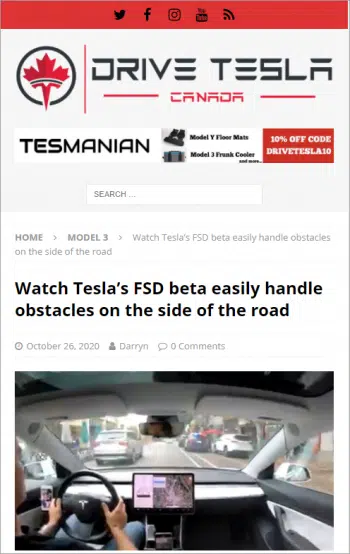 DRIVE TESLA
CANADA
TESMANIAN
Model Y Floor Mats
Model 3 Frunk Cooler
and more...
10% OFF CODE
DRIVETESLA10
SEARCH ...
HOME > MODEL 3 > Watch Tesla's FSD beta easily handle obstacles
on the side of the road
Watch Tesla’s FSD beta easily handle
obstacles on the side of the road
October 26, 2020 Darryn 0 Comments